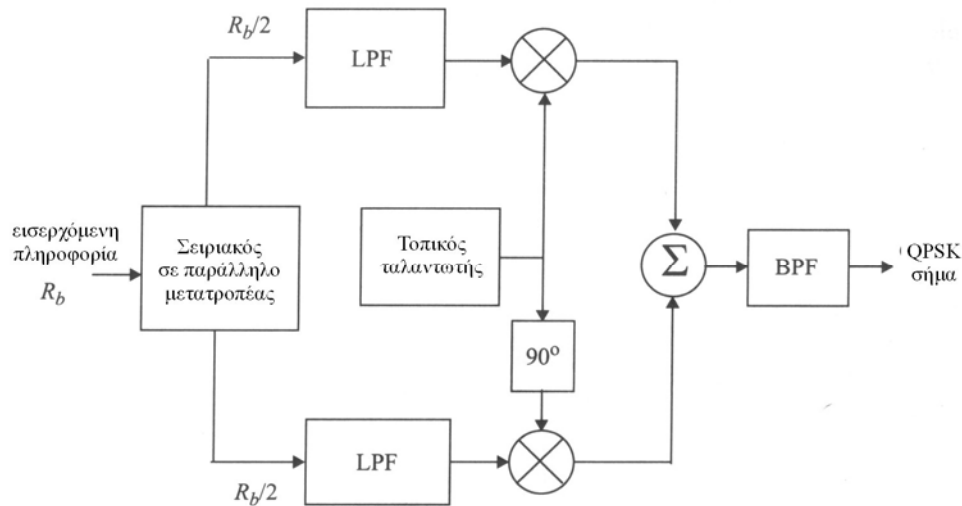 R_b/2
LPF
εισερχόμενη
πληροφορία
R_b
Σειριακός
σε παράλληλο
μετατροπέας
Τοπικός
ταλαντωτής
Σ
BPF
QPSK
σήμα
90°
LPF
R_b/2